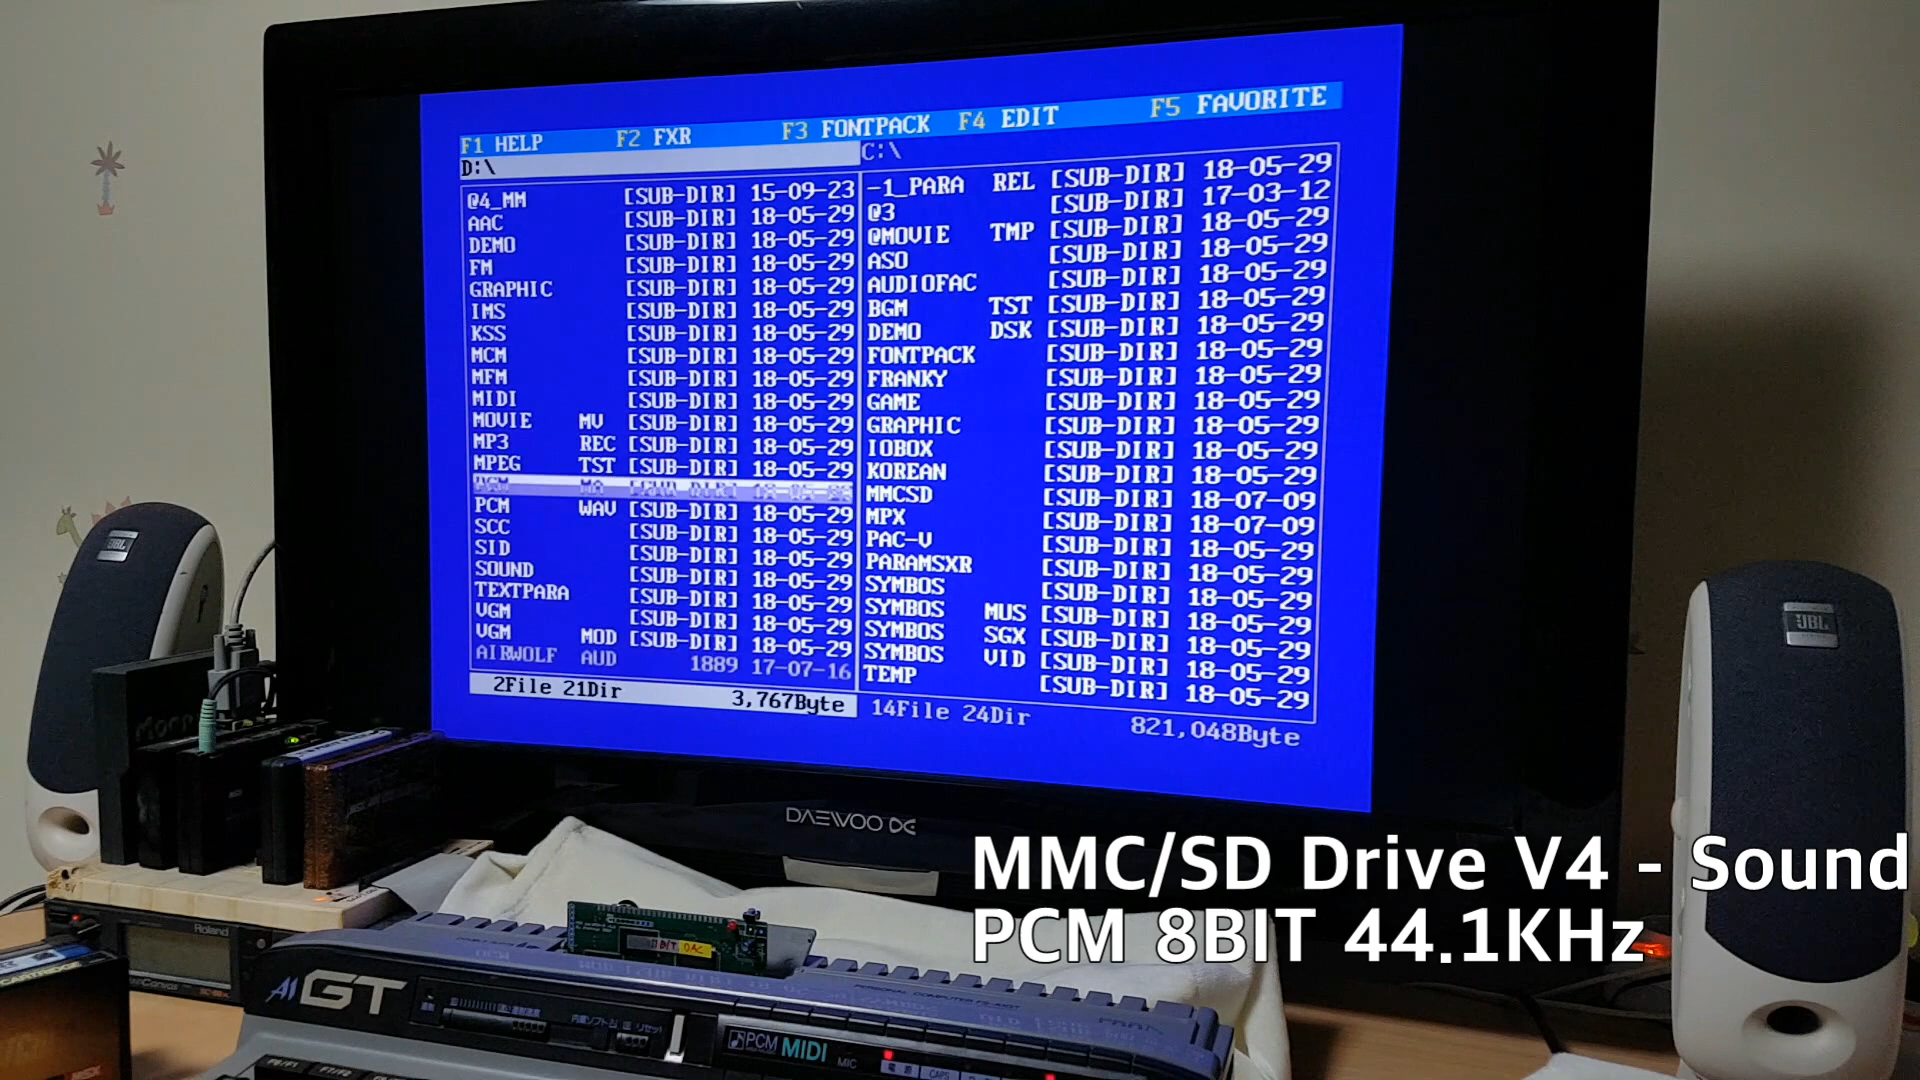 F1 HELP F2 FXR F3 FONTPACK F4 EDIT F5 FAVORITE
D:\
@4_MM [SUB-DIR] 15-09-23
AAC [SUB-DIR] 18-05-29
DEMO [SUB-DIR] 18-05-29
FM [SUB-DIR] 18-05-29
GRAPHIC [SUB-DIR] 18-05-29
IMS [SUB-DIR] 18-05-29
KSS [SUB-DIR] 18-05-29
MCM [SUB-DIR] 18-05-29
MFM [SUB-DIR] 18-05-29
MIDI [SUB-DIR] 18-05-29
MOVIE MV [SUB-DIR] 18-05-29
MP3 REC [SUB-DIR] 18-05-29
MPEG TST [SUB-DIR] 18-05-29
PCM WAV [SUB-DIR] 18-05-29
SCC [SUB-DIR] 18-05-29
SID [SUB-DIR] 18-05-29
SOUND [SUB-DIR] 18-05-29
TEXTPARA [SUB-DIR] 18-05-29
VGM [SUB-DIR] 18-05-29
VGM MOD [SUB-DIR] 18-05-29
AIRWOLF AUD 1889 17-07-16
2File 21Dir 3,767Byte
C:\
-1_PARA REL [SUB-DIR] 18-05-29
@3 [SUB-DIR] 17-03-12
@MOVIE TMP [SUB-DIR] 18-05-29
ASO [SUB-DIR] 18-05-29
AUDIOFAC [SUB-DIR] 18-05-29
BGM TST [SUB-DIR] 18-05-29
DEMO DSK [SUB-DIR] 18-05-29
FONTPACK [SUB-DIR] 18-05-29
FRANKY [SUB-DIR] 18-05-29
GAME [SUB-DIR] 18-05-29
GRAPHIC [SUB-DIR] 18-05-29
IOBOX [SUB-DIR] 18-05-29
KOREAN [SUB-DIR] 18-05-29
MMCSD [SUB-DIR] 18-07-09
MPX [SUB-DIR] 18-07-09
PAC-V [SUB-DIR] 18-05-29
PARAMSXR [SUB-DIR] 18-05-29
SYMBOS [SUB-DIR] 18-05-29
SYMBOS MUS [SUB-DIR] 18-05-29
SYMBOS SGX [SUB-DIR] 18-05-29
SYMBOS VID [SUB-DIR] 18-05-29
TEMP [SUB-DIR] 18-05-29
14File 24Dir 821,048Byte
JBL
JBL
DAEWOO
MMC/SD Drive V4 - Sound
PCM 8BIT 44.1KHz
Roland
A1 GT
PCM MIDI MIC
CAPS
MSX